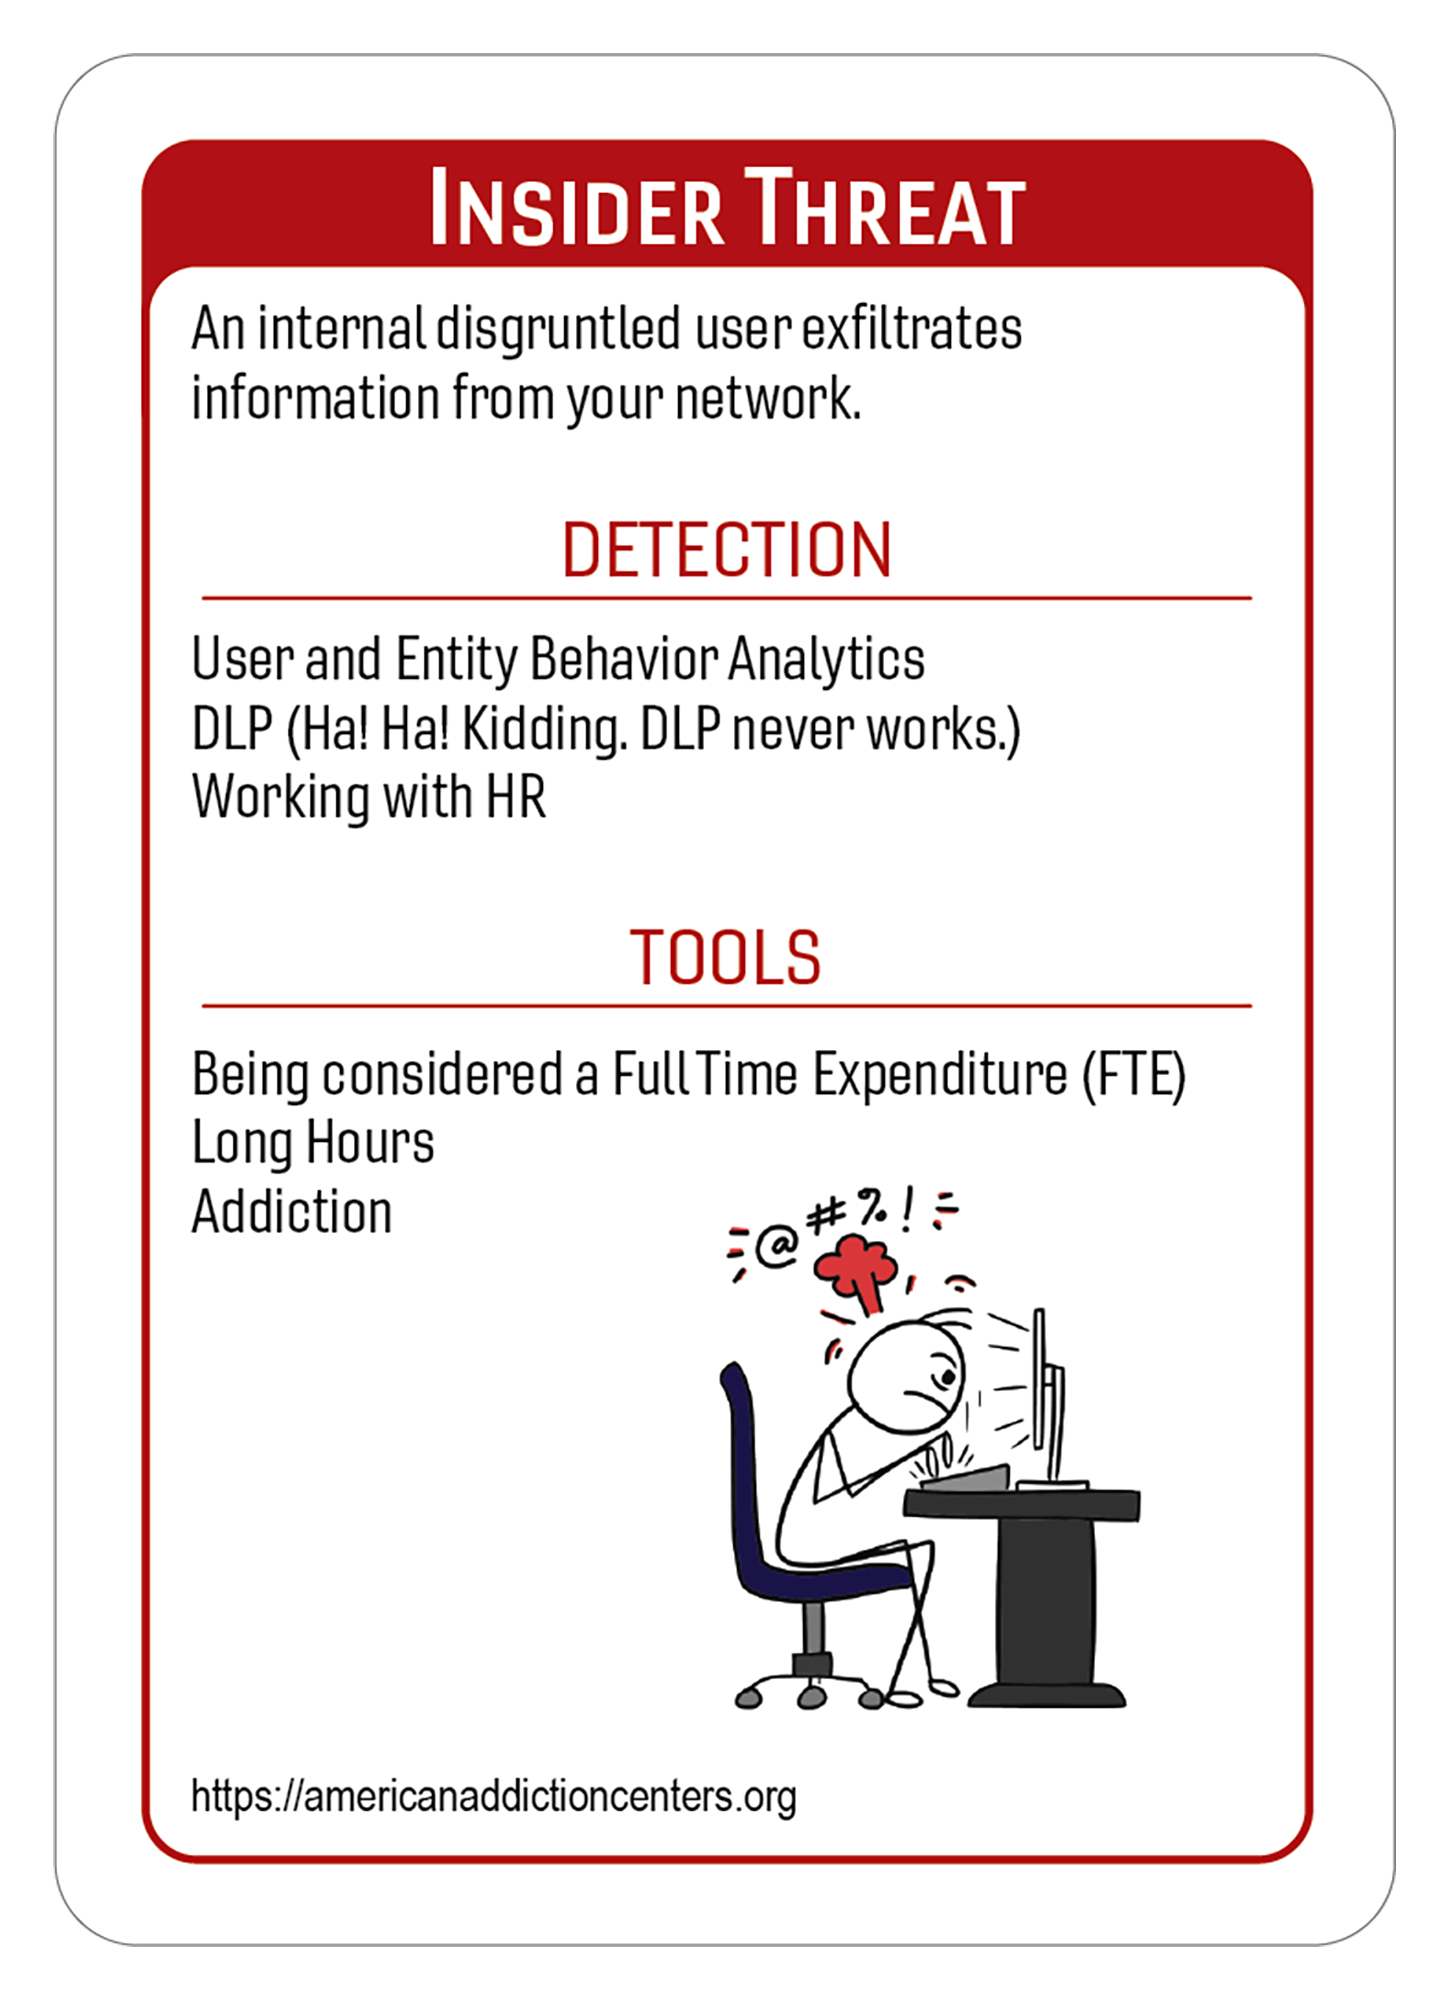 INSIDER THREAT
An internal disgruntled user exfiltrates
information from your network.
DETECTION
User and Entity Behavior Analytics
DLP (Ha! Ha! Kidding. DLP never works.)
Working with HR
TOOLS
Being considered a Full Time Expenditure (FTE)
Long Hours
Addiction
@#%!
https://americanaddictioncenters.org